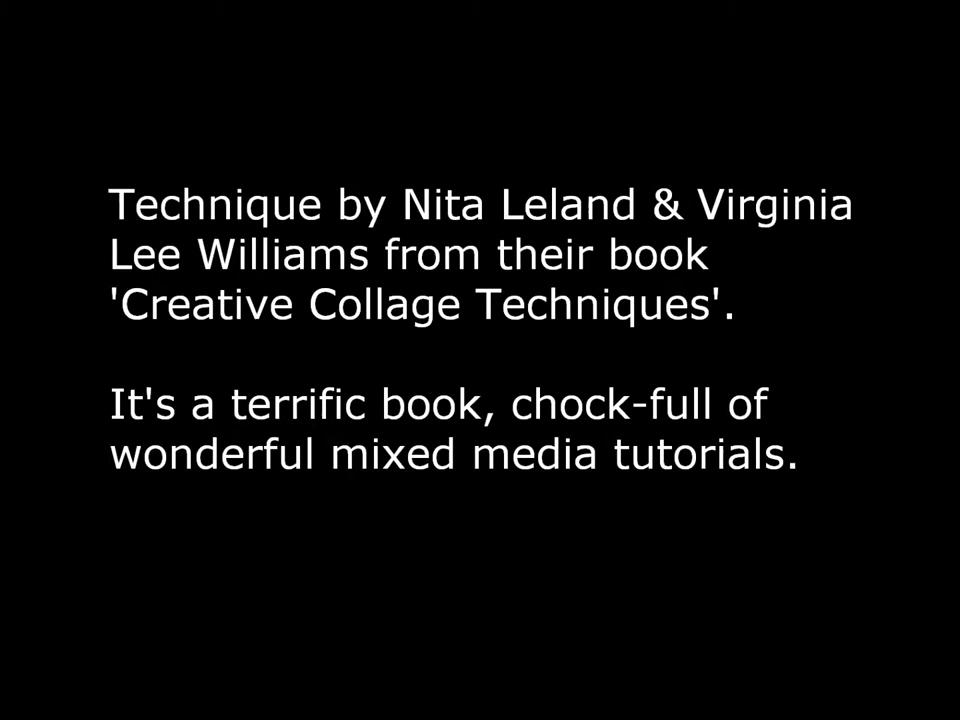 Technique by Nita Leland & Virginia
Lee Williams from their book
'Creative Collage Techniques'.
It's a terrific book, chock-full of
wonderful mixed media tutorials.